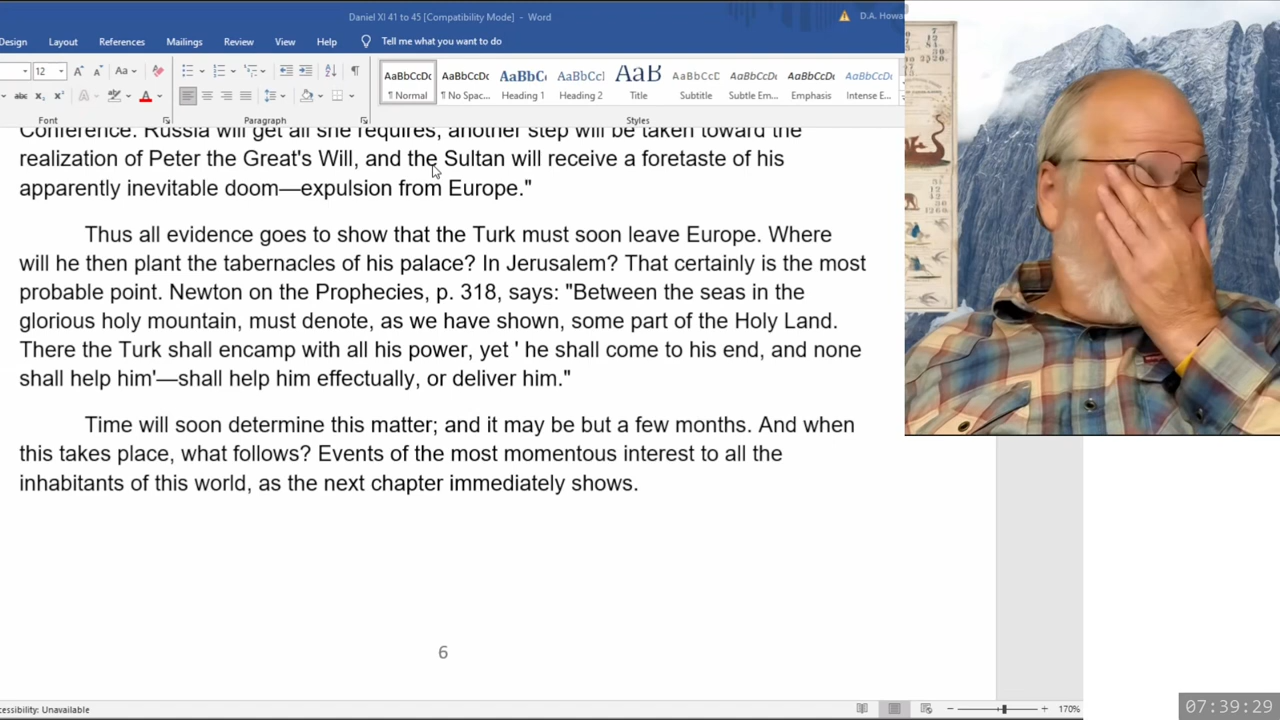 Daniel XI 41 to 45 [Compatibility Mode] - Word
D.A. Howa
Design Layout References Mailings Review View Help Tell me what you want to do
12 Aa
abc x₂ x² A
AaBbCcDc AaBbCcDc AaBbC AaBbCcl AaB AaBbCcD AaBbCcDc AaBbCcDc AaBbCcDc
¶ Normal ¶ No Spac... Heading 1 Heading 2 Title Subtitle Subtle Em... Emphasis Intense E...
Font Paragraph Styles
Conference. Russia will get all she requires, another step will be taken toward the
realization of Peter the Great's Will, and the Sultan will receive a foretaste of his
apparently inevitable doom—expulsion from Europe."
Thus all evidence goes to show that the Turk must soon leave Europe. Where
will he then plant the tabernacles of his palace? In Jerusalem? That certainly is the most
probable point. Newton on the Prophecies, p. 318, says: "Between the seas in the
glorious holy mountain, must denote, as we have shown, some part of the Holy Land.
There the Turk shall encamp with all his power, yet ' he shall come to his end, and none
shall help him'—shall help him effectually, or deliver him."
Time will soon determine this matter; and it may be but a few months. And when
this takes place, what follows? Events of the most momentous interest to all the
inhabitants of this world, as the next chapter immediately shows.
6
cessibility: Unavailable
170%
07:39:29
1260